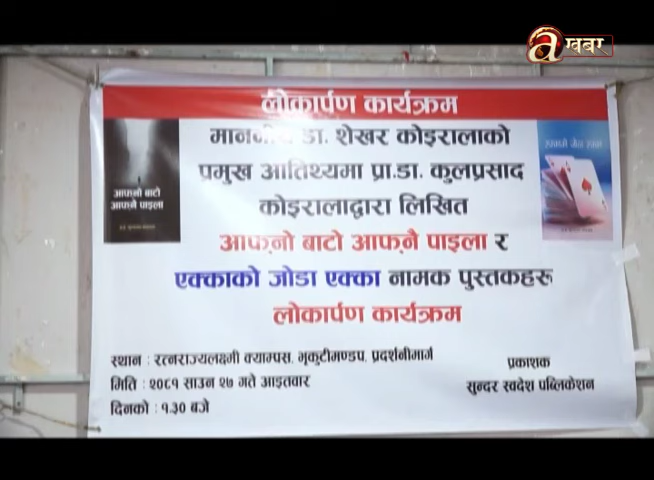 a खबर
लोकार्पण कार्यक्रम
माननीय डा. शेखर कोइरालाको
प्रमुख आतिथ्यमा प्रा.डा. कुलप्रसाद
कोइरालाद्वारा लिखित
आफ्नो बाटो आफ्नै पाइला र
एक्काको जोडा एक्का नामक पुस्तकहरू
लोकार्पण कार्यक्रम
आफ्नो बाटो
आफ्नै पाइला
स्थान : रत्नराज्यलक्ष्मी क्याम्पस, भृकुटीमण्डप, प्रदर्शनीमार्ग
मिति : २०८१ साउन २७ गते आइतवार
दिनको : १.३० बजे
प्रकाशक
सुन्दर स्वदेश पब्लिकेशन